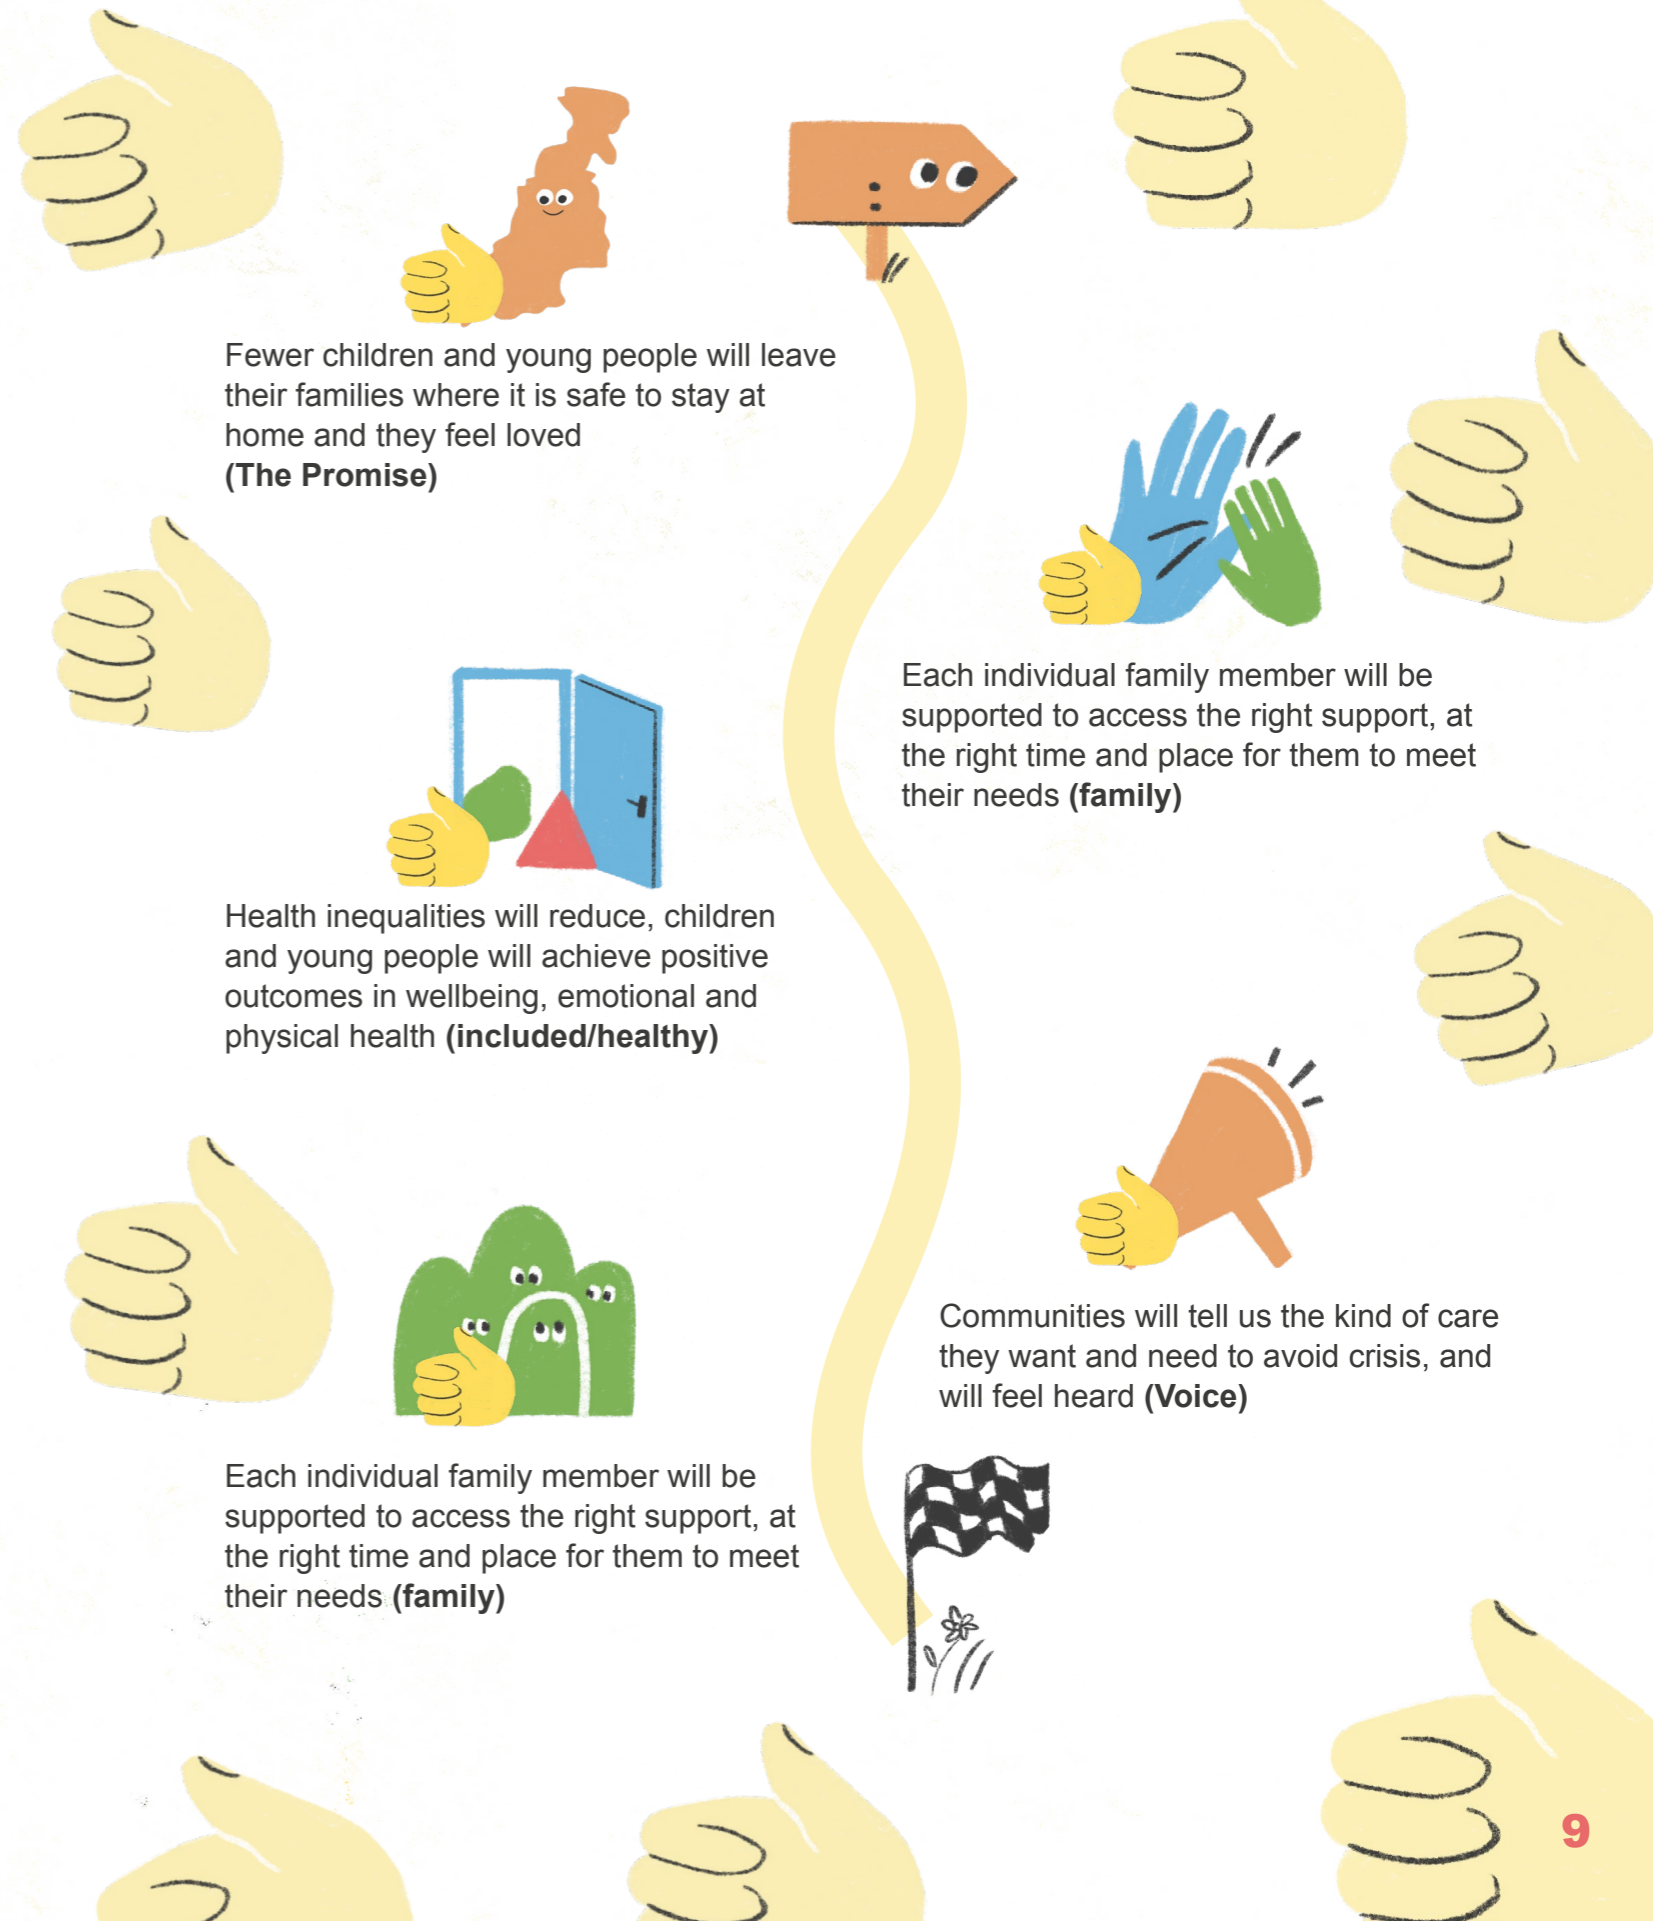 Fewer children and young people will leave
their families where it is safe to stay at
home and they feel loved
(The Promise)
Each individual family member will be
supported to access the right support, at
the right time and place for them to meet
their needs (family)
Health inequalities will reduce, children
and young people will achieve positive
outcomes in wellbeing, emotional and
physical health (included/healthy)
Communities will tell us the kind of care
they want and need to avoid crisis, and
will feel heard (Voice)
Each individual family member will be
supported to access the right support, at
the right time and place for them to meet
their needs (family)
9